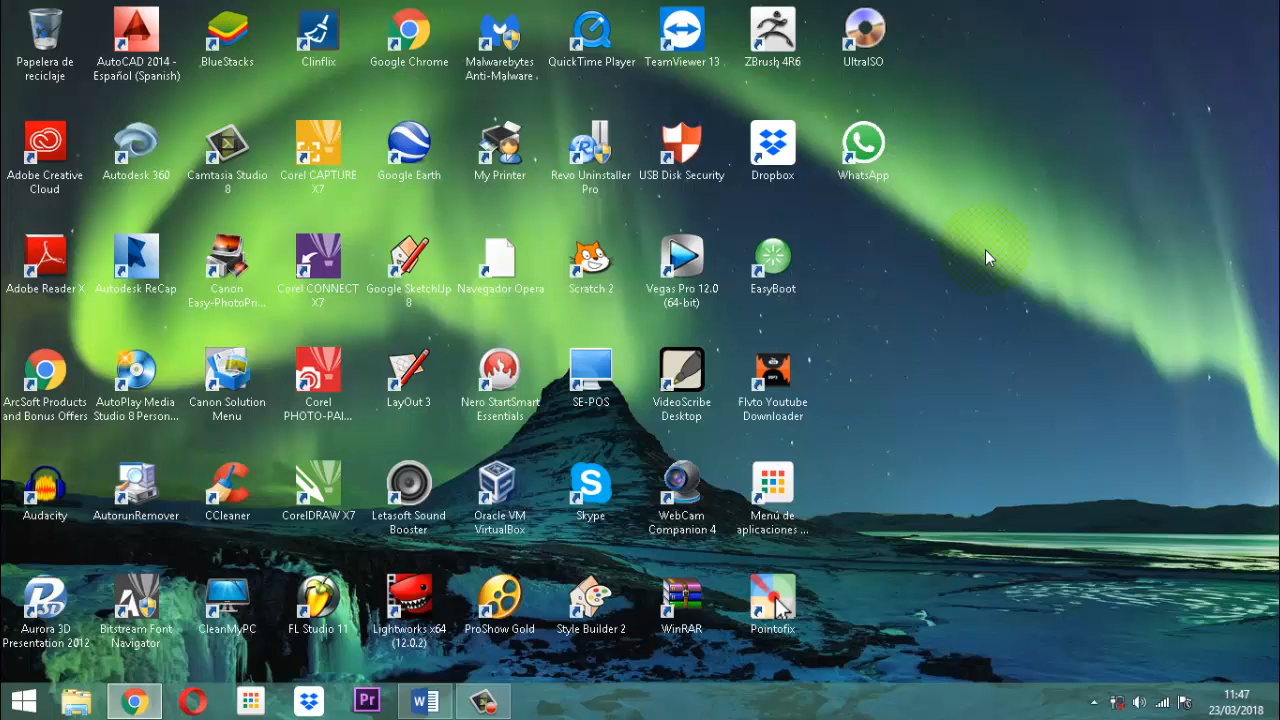 Papelera de
reciclaje
AutoCAD 2014 -
Español (Spanish)
BlueStacks
Clinflix
Google Chrome
Malwarebytes
Anti-Malware
QuickTime Player
TeamViewer 13
ZBrush 4R6
UltraISO
Adobe Creative
Cloud
Autodesk 360
Camtasia Studio
8
Corel CAPTURE
X7
Google Earth
My Printer
Revo Uninstaller
Pro
USB Disk Security
Dropbox
WhatsApp
Adobe Reader X
Autodesk ReCap
Canon
Easy-PhotoPri...
Corel CONNECT
X7
Google SketchUp
8
Navegador Opera
Scratch 2
Vegas Pro 12.0
(64-bit)
EasyBoot
ArcSoft Products
and Bonus Offers
AutoPlay Media
Studio 8 Person...
Canon Solution
Menu
Corel
PHOTO-PAI...
LayOut 3
Nero StartSmart
Essentials
SE-POS
VideoScribe
Desktop
Flvto Youtube
Downloader
Audacity
AutorunRemover
CCleaner
CorelDRAW X7
Letasoft Sound
Booster
Oracle VM
VirtualBox
Skype
WebCam
Companion 4
Menú de
aplicaciones ...
Aurora 3D
Presentation 2012
Bitstream Font
Navigator
CleanMyPC
FL Studio 11
Lightworks x64
(12.0.2)
ProShow Gold
Style Builder 2
WinRAR
Pointofix
Pr
W
11:47
23/03/2018